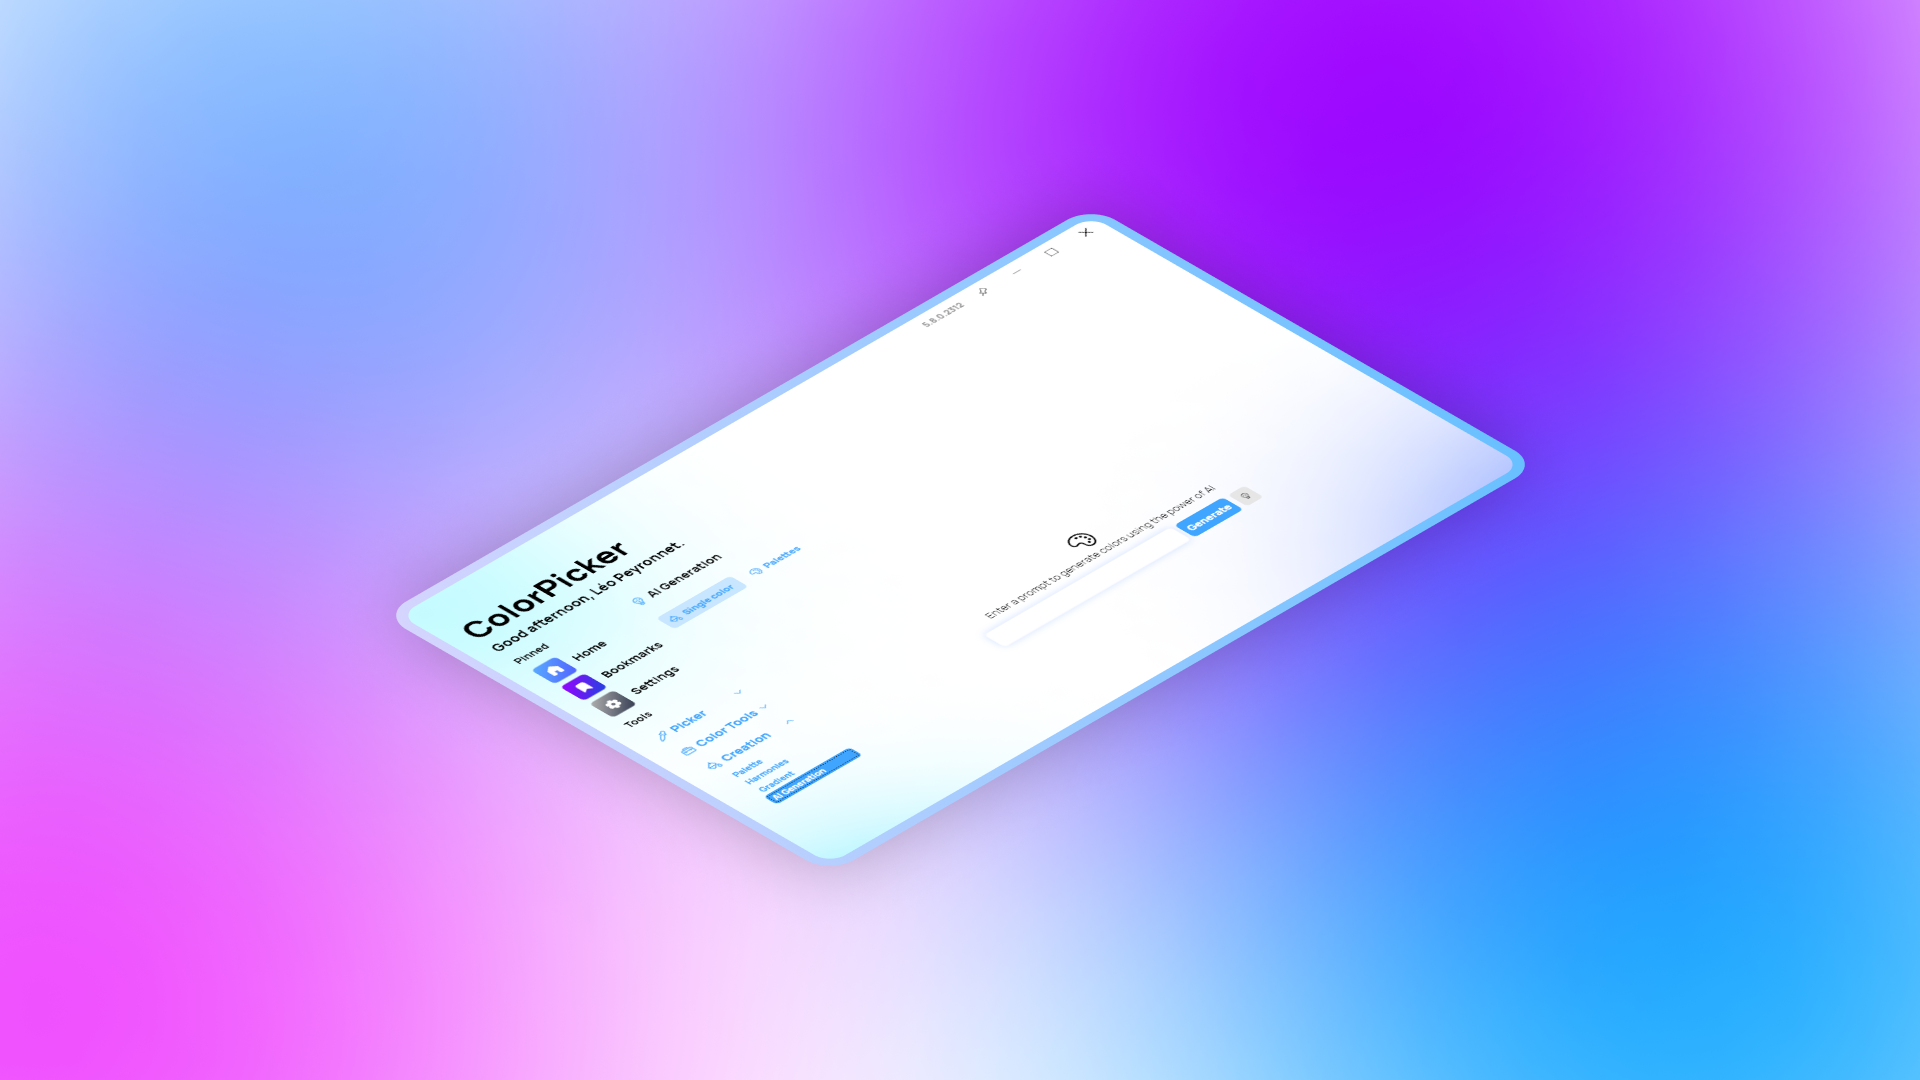 5.8.0.2312
ColorPicker
Good afternoon, Léo Peyronnet.
Pinned
Home
Bookmarks
Settings
Tools
Picker
Color Tools
Creation
Palette
Harmonies
Gradient
AI Generation
AI Generation
Single color
Palettes
Enter a prompt to generate colors using the power of AI
Generate